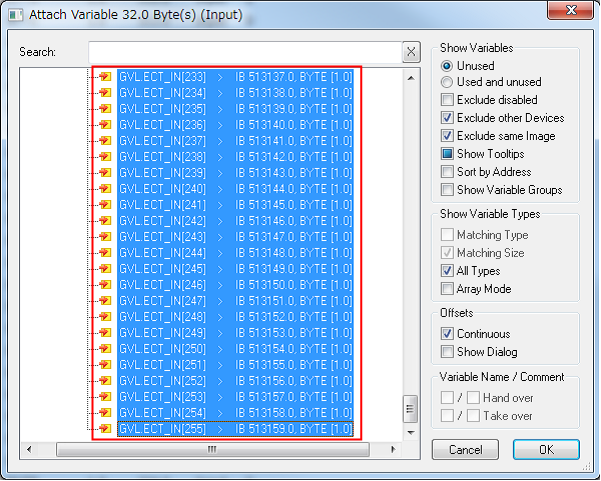 Attach Variable 32.0 Byte(s) (Input)
Search:
GVL.ECT_IN[233] > IB 513137.0, BYTE [1.0]
GVL.ECT_IN[234] > IB 513138.0, BYTE [1.0]
GVL.ECT_IN[235] > IB 513139.0, BYTE [1.0]
GVL.ECT_IN[236] > IB 513140.0, BYTE [1.0]
GVL.ECT_IN[237] > IB 513141.0, BYTE [1.0]
GVL.ECT_IN[238] > IB 513142.0, BYTE [1.0]
GVL.ECT_IN[239] > IB 513143.0, BYTE [1.0]
GVL.ECT_IN[240] > IB 513144.0, BYTE [1.0]
GVL.ECT_IN[241] > IB 513145.0, BYTE [1.0]
GVL.ECT_IN[242] > IB 513146.0, BYTE [1.0]
GVL.ECT_IN[243] > IB 513147.0, BYTE [1.0]
GVL.ECT_IN[244] > IB 513148.0, BYTE [1.0]
GVL.ECT_IN[245] > IB 513149.0, BYTE [1.0]
GVL.ECT_IN[246] > IB 513150.0, BYTE [1.0]
GVL.ECT_IN[247] > IB 513151.0, BYTE [1.0]
GVL.ECT_IN[248] > IB 513152.0, BYTE [1.0]
GVL.ECT_IN[249] > IB 513153.0, BYTE [1.0]
GVL.ECT_IN[250] > IB 513154.0, BYTE [1.0]
GVL.ECT_IN[251] > IB 513155.0, BYTE [1.0]
GVL.ECT_IN[252] > IB 513156.0, BYTE [1.0]
GVL.ECT_IN[253] > IB 513157.0, BYTE [1.0]
GVL.ECT_IN[254] > IB 513158.0, BYTE [1.0]
GVL.ECT_IN[255] > IB 513159.0, BYTE [1.0]
Show Variables
Unused
Used and unused
Exclude disabled
Exclude other Devices
Exclude same Image
Show Tooltips
Sort by Address
Show Variable Groups
Show Variable Types
Matching Type
Matching Size
All Types
Array Mode
Offsets
Continuous
Show Dialog
Variable Name / Comment
/ Hand over
/ Take over
Cancel
OK